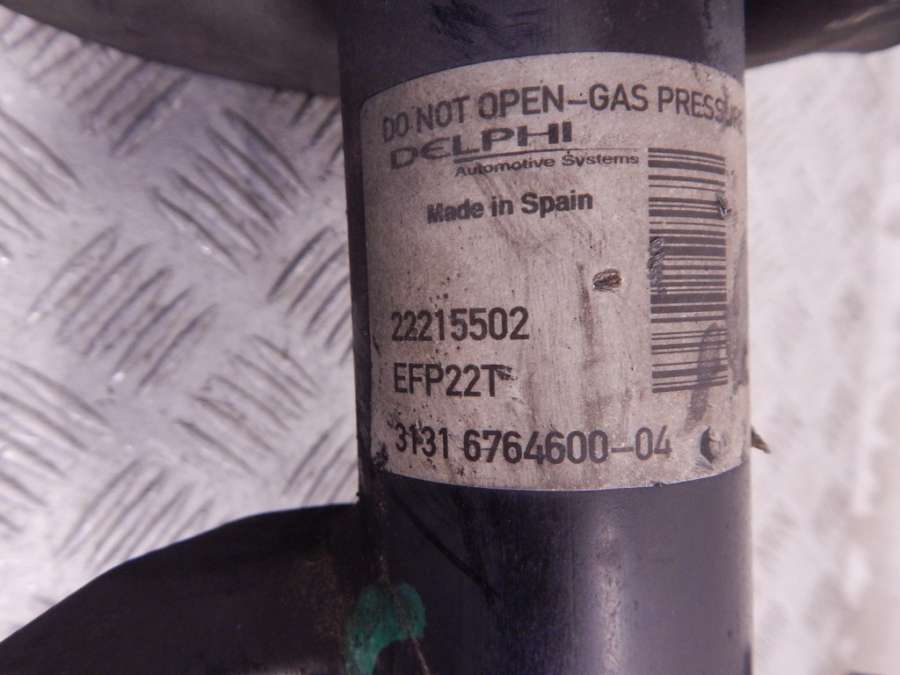 DO NOT OPEN-GAS PRESSURE
DELPHI
Automotive Systems
Made in Spain
22215502
EFP22T
3131 6764600-04